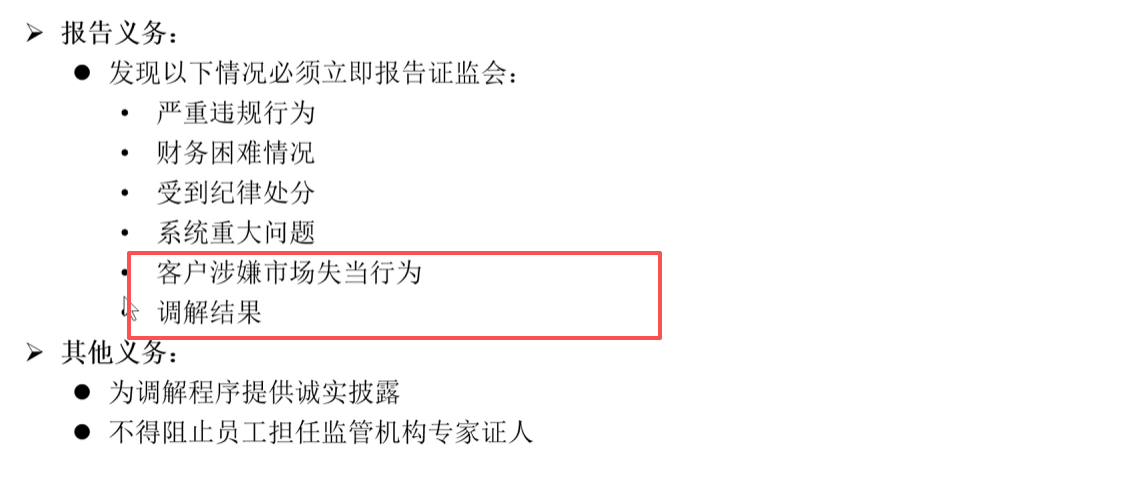 ➢ 报告义务：
● 发现以下情况必须立即报告证监会：
• 严重违规行为
• 财务困难情况
• 受到纪律处分
• 系统重大问题
• 客户涉嫌市场失当行为
• 调解结果
➢ 其他义务：
● 为调解程序提供诚实披露
● 不得阻止员工担任监管机构专家证人